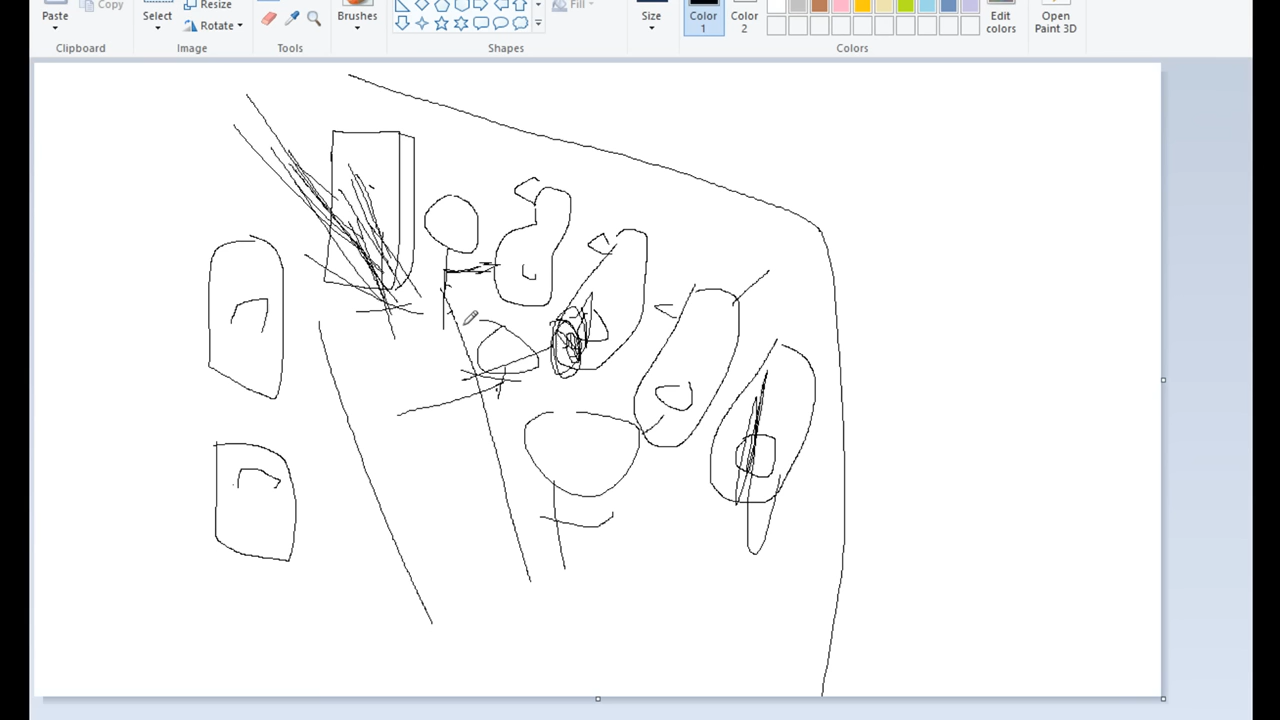 Paste
Copy
Select
Resize
Rotate
Brushes
Fill
Size
Color
1
Color
2
Edit
colors
Open
Paint 3D
Clipboard
Image
Tools
Shapes
Colors